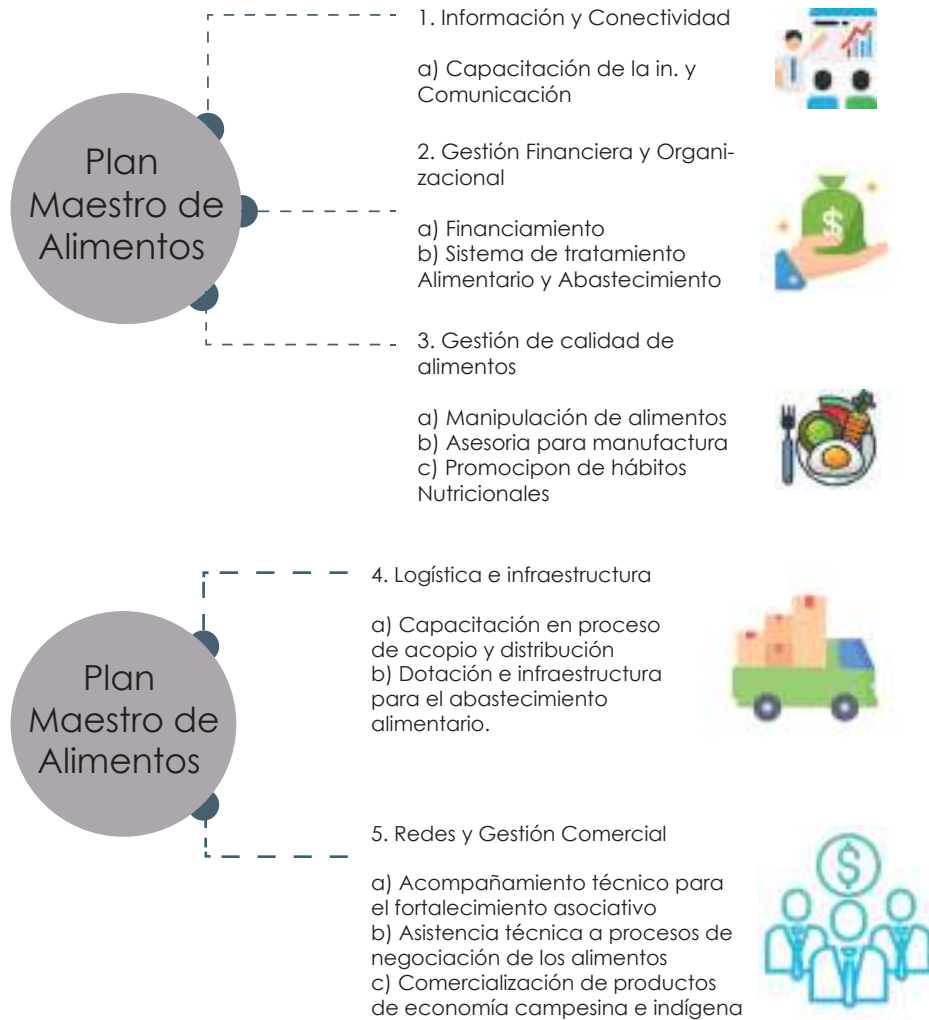 Plan
Maestro de
Alimentos
1. Información y Conectividad
a) Capacitación de la in. y
Comunicación
2. Gestión Financiera y Organi-
zacional
a) Financiamiento
b) Sistema de tratamiento
Alimentario y Abastecimiento
3. Gestión de calidad de
alimentos
a) Manipulación de alimentos
b) Asesoria para manufactura
c) Promocipon de hábitos
Nutricionales
Plan
Maestro de
Alimentos
4. Logística e infraestructura
a) Capacitación en proceso
de acopio y distribución
b) Dotación e infraestructura
para el abastecimiento
alimentario.
5. Redes y Gestión Comercial
a) Acompañamiento técnico para
el fortalecimiento asociativo
b) Asistencia técnica a procesos de
negociación de los alimentos
c) Comercialización de productos
de economía campesina e indígena